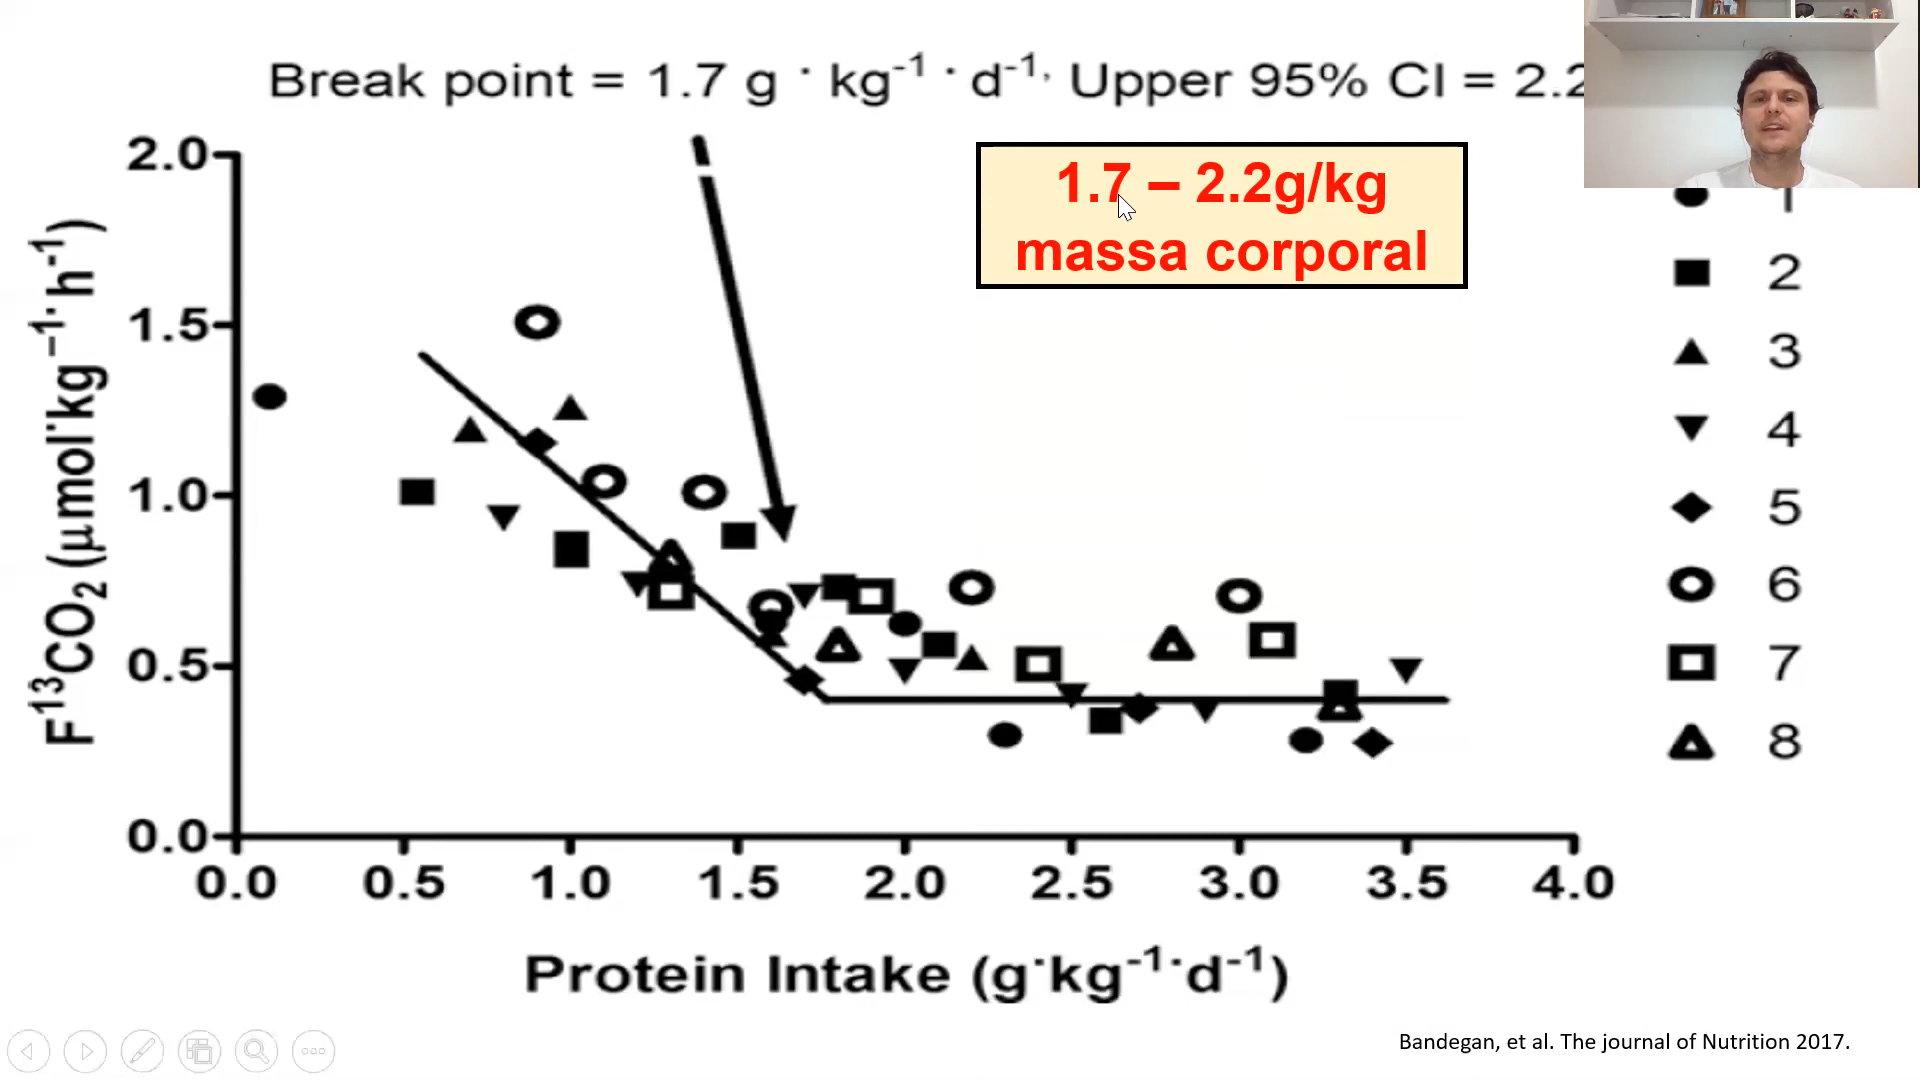 Break point = 1.7 g · kg-1 · d-1, Upper 95% CI = 2.2
1.7 – 2.2g/kg
massa corporal
F13CO2 (µmol·kg−1·h-1)
2.0
1.5
1.0
0.5
0.0
0.0 0.5 1.0 1.5 2.0 2.5 3.0 3.5 4.0
Protein Intake (g·kg-1·d-1)
1
2
3
4
5
6
7
8
Bandegan, et al. The journal of Nutrition 2017.